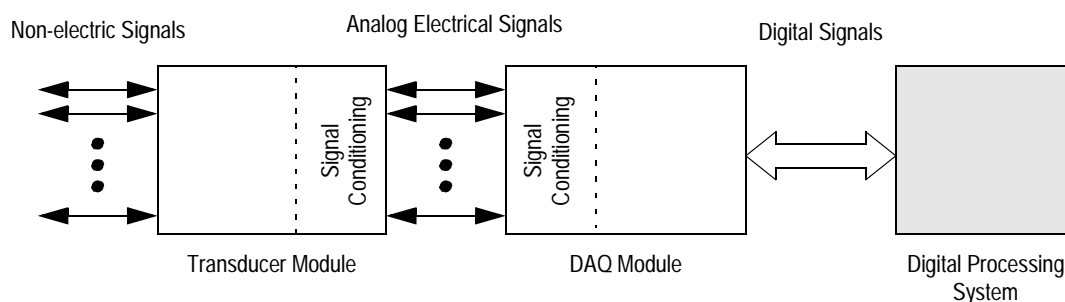 Non-electric Signals
Analog Electrical Signals
Digital Signals
Signal
Conditioning
Signal
Conditioning
Transducer Module
DAQ Module
Digital Processing
System